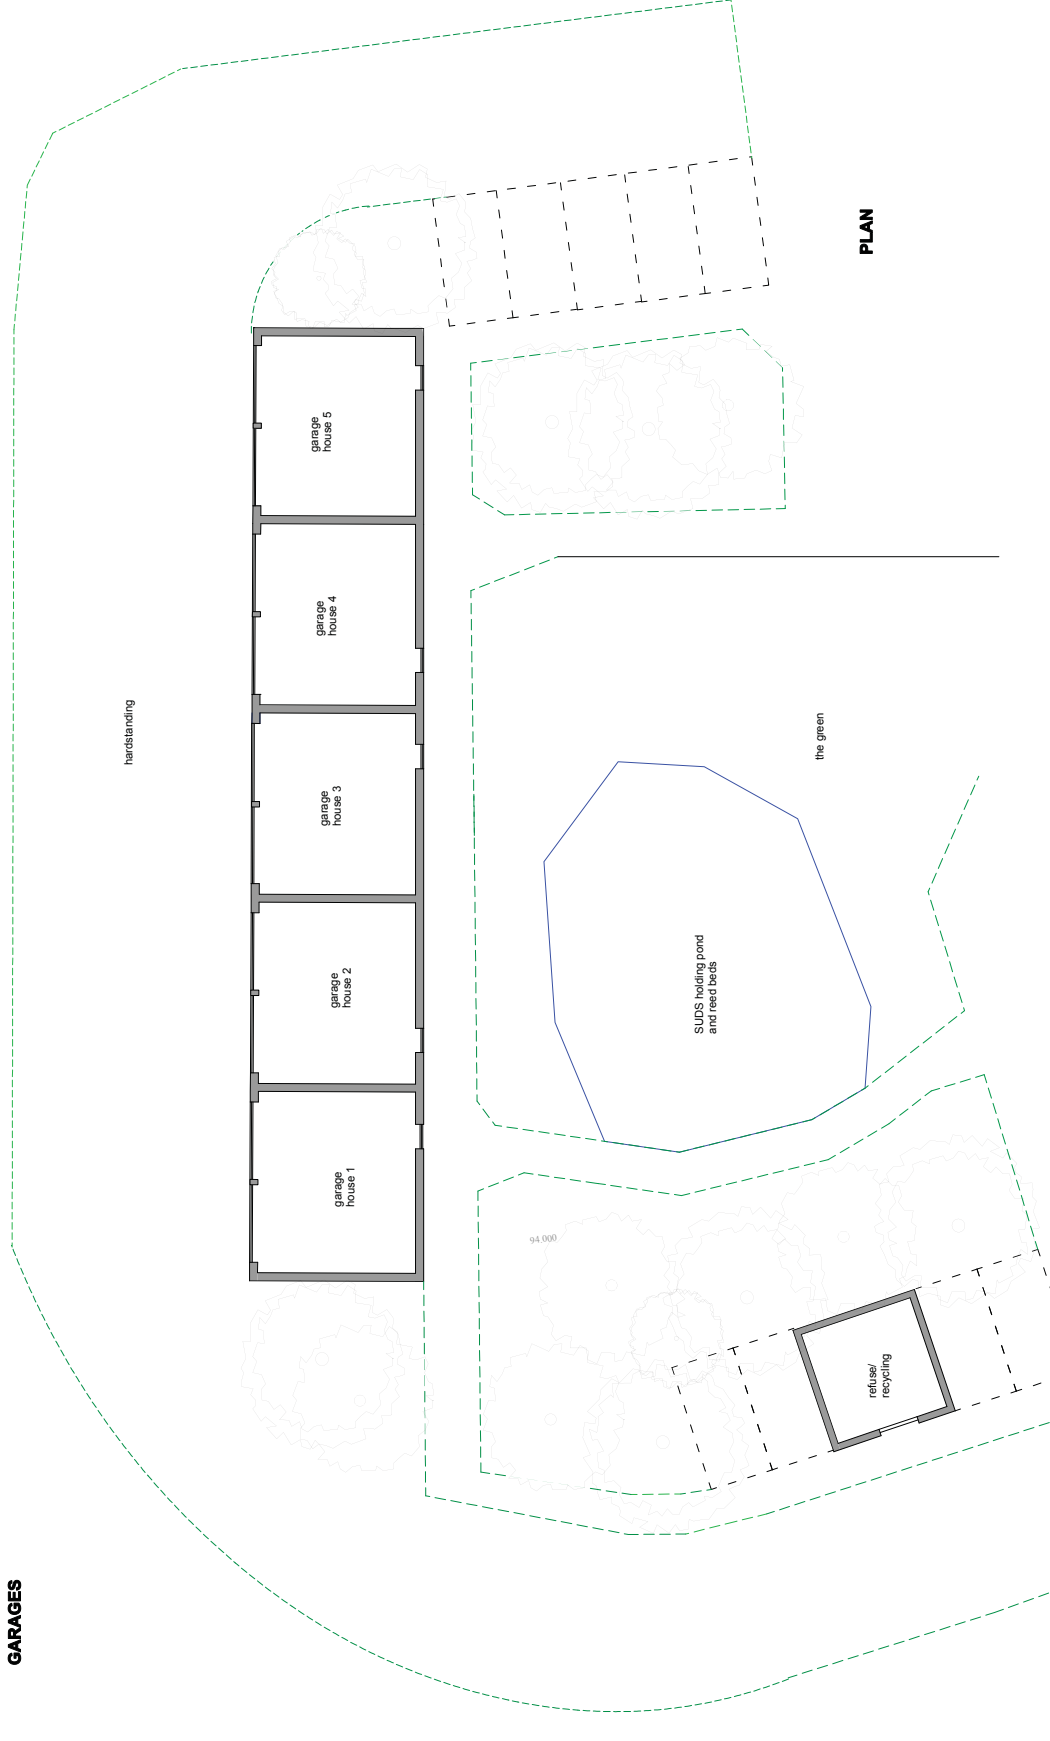 GARAGES
hardstanding
garage
house 1
garage
house 2
garage
house 3
garage
house 4
garage
house 5
94.000
SUDS holding pond
and reed beds
the green
refuse/
recycling
PLAN